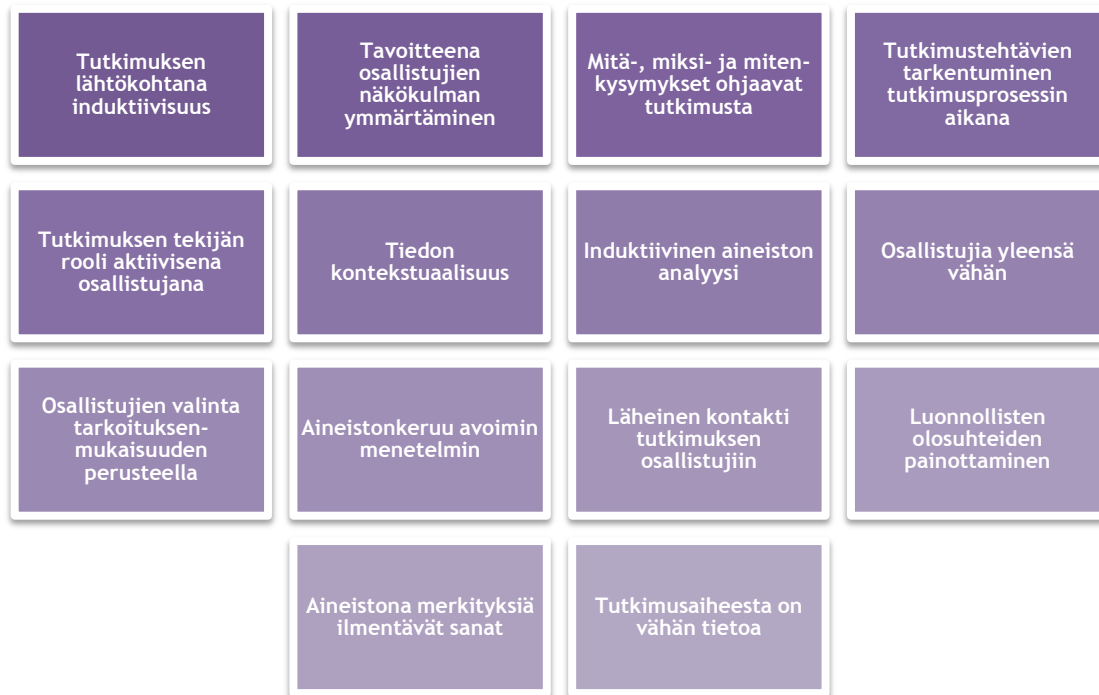 Tutkimuksen
lähtökohtana
induktiivisuus
Tavoitteena
osallistujien
näkökulman
ymmärtäminen
Mitä-, miksi- ja miten-
kysymykset ohjaavat
tutkimusta
Tutkimustehtävien
tarkentuminen
tutkimusprosessin
aikana
Tutkimuksen tekijän
rooli aktiivisena
osallistujana
Tiedon
kontekstuaalisuus
Induktiivinen aineiston
analyysi
Osallistujia yleensä
vähän
Osallistujien valinta
tarkoituksen-
mukaisuuden
perusteella
Aineistonkeruu avoimin
menetelmin
Läheinen kontakti
tutkimuksen
osallistujiin
Luonnollisten
olosuhteiden
painottaminen
Aineistona merkityksiä
ilmentävät sanat
Tutkimusaiheesta on
vähän tietoa